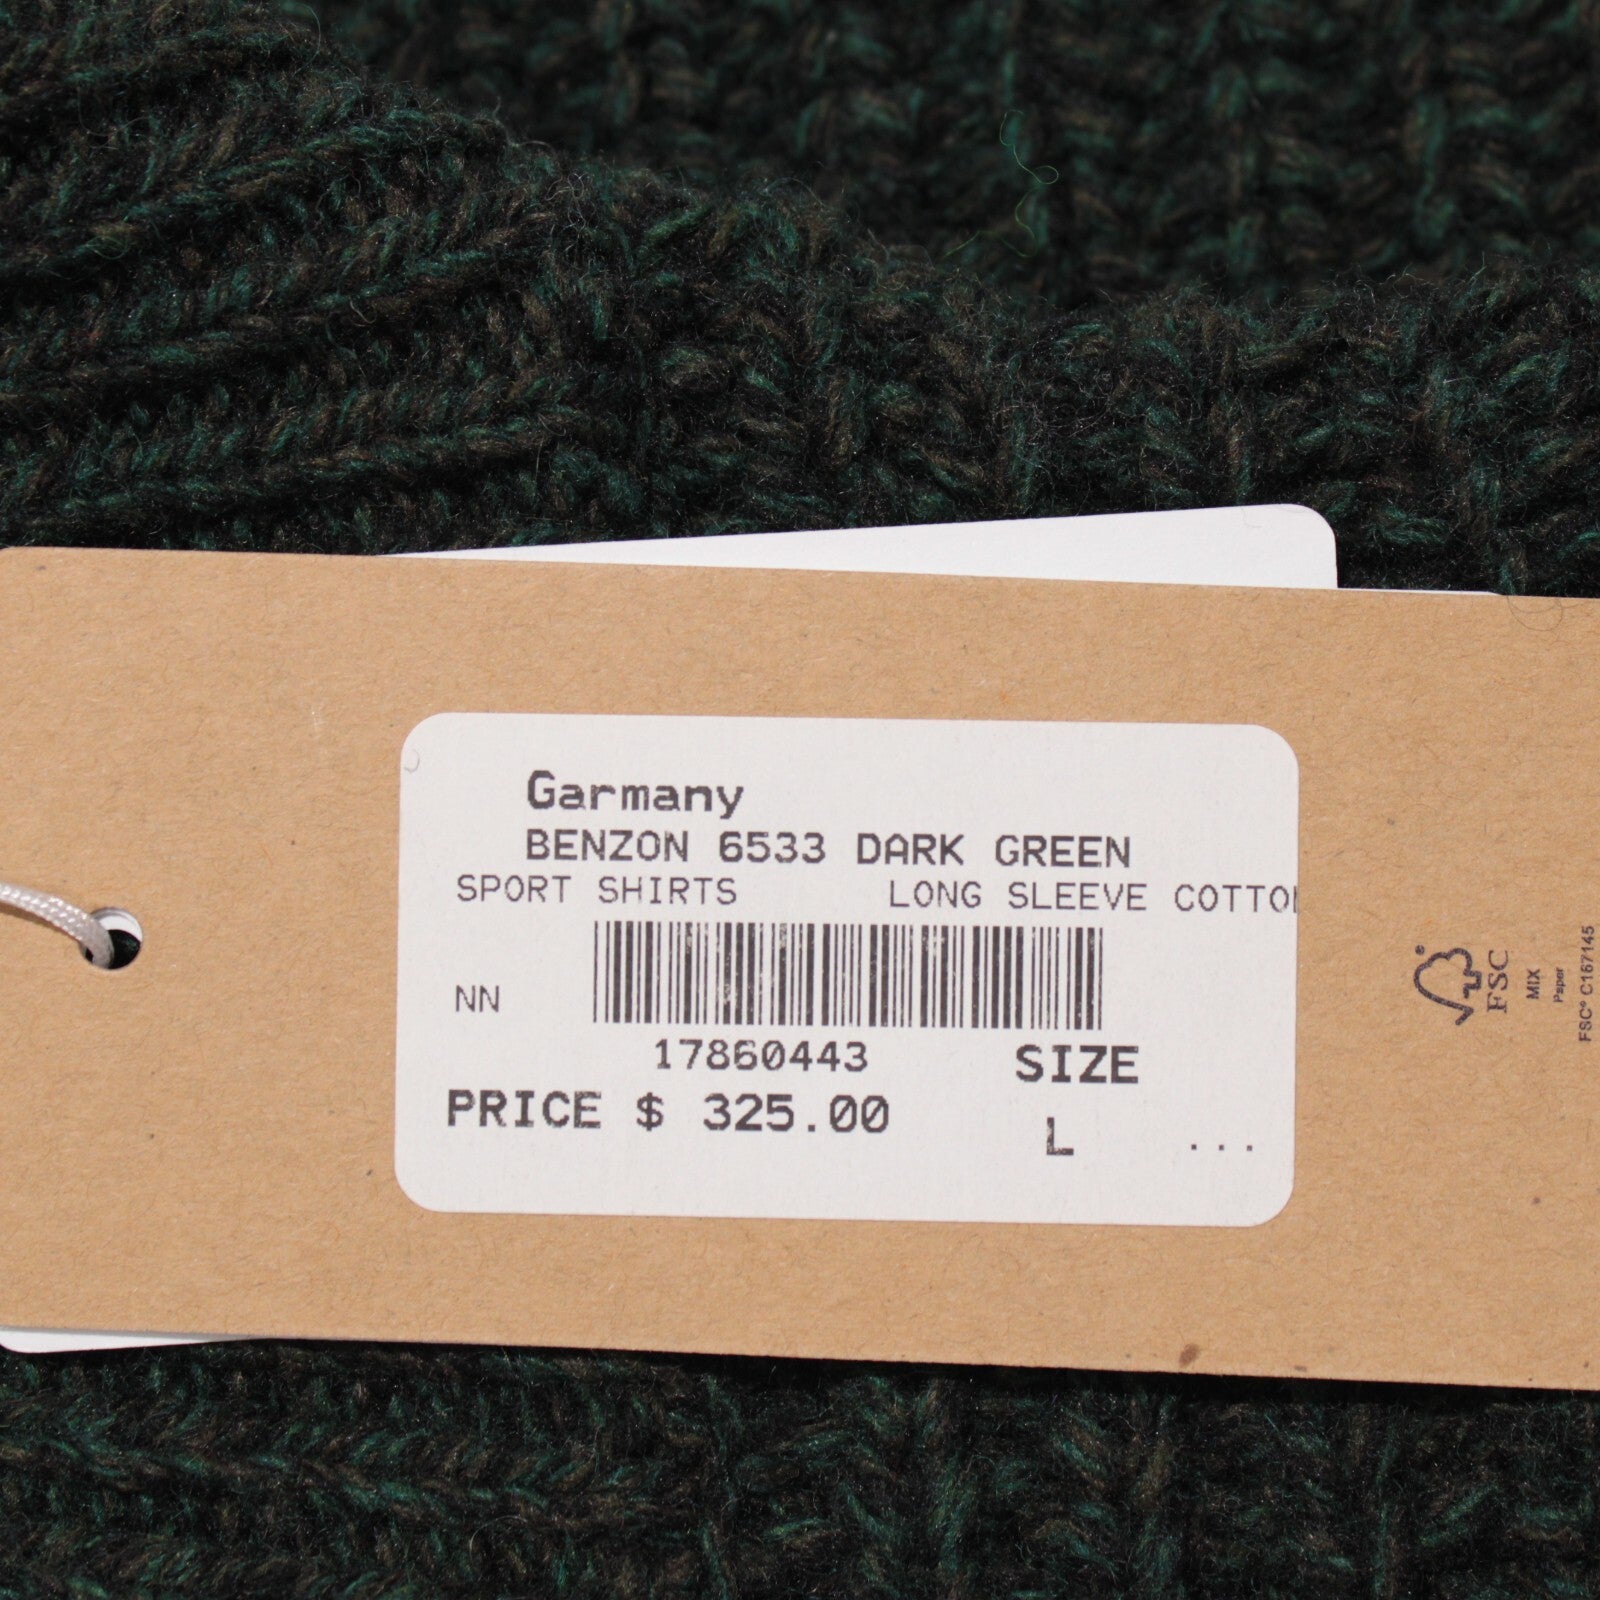 Garmany
BENZON 6533 DARK GREEN
SPORT SHIRTS LONG SLEEVE COTTON
NN
17860443
SIZE
PRICE $ 325.00
L ...
FSC
MIX
Paper
FSC® C167145